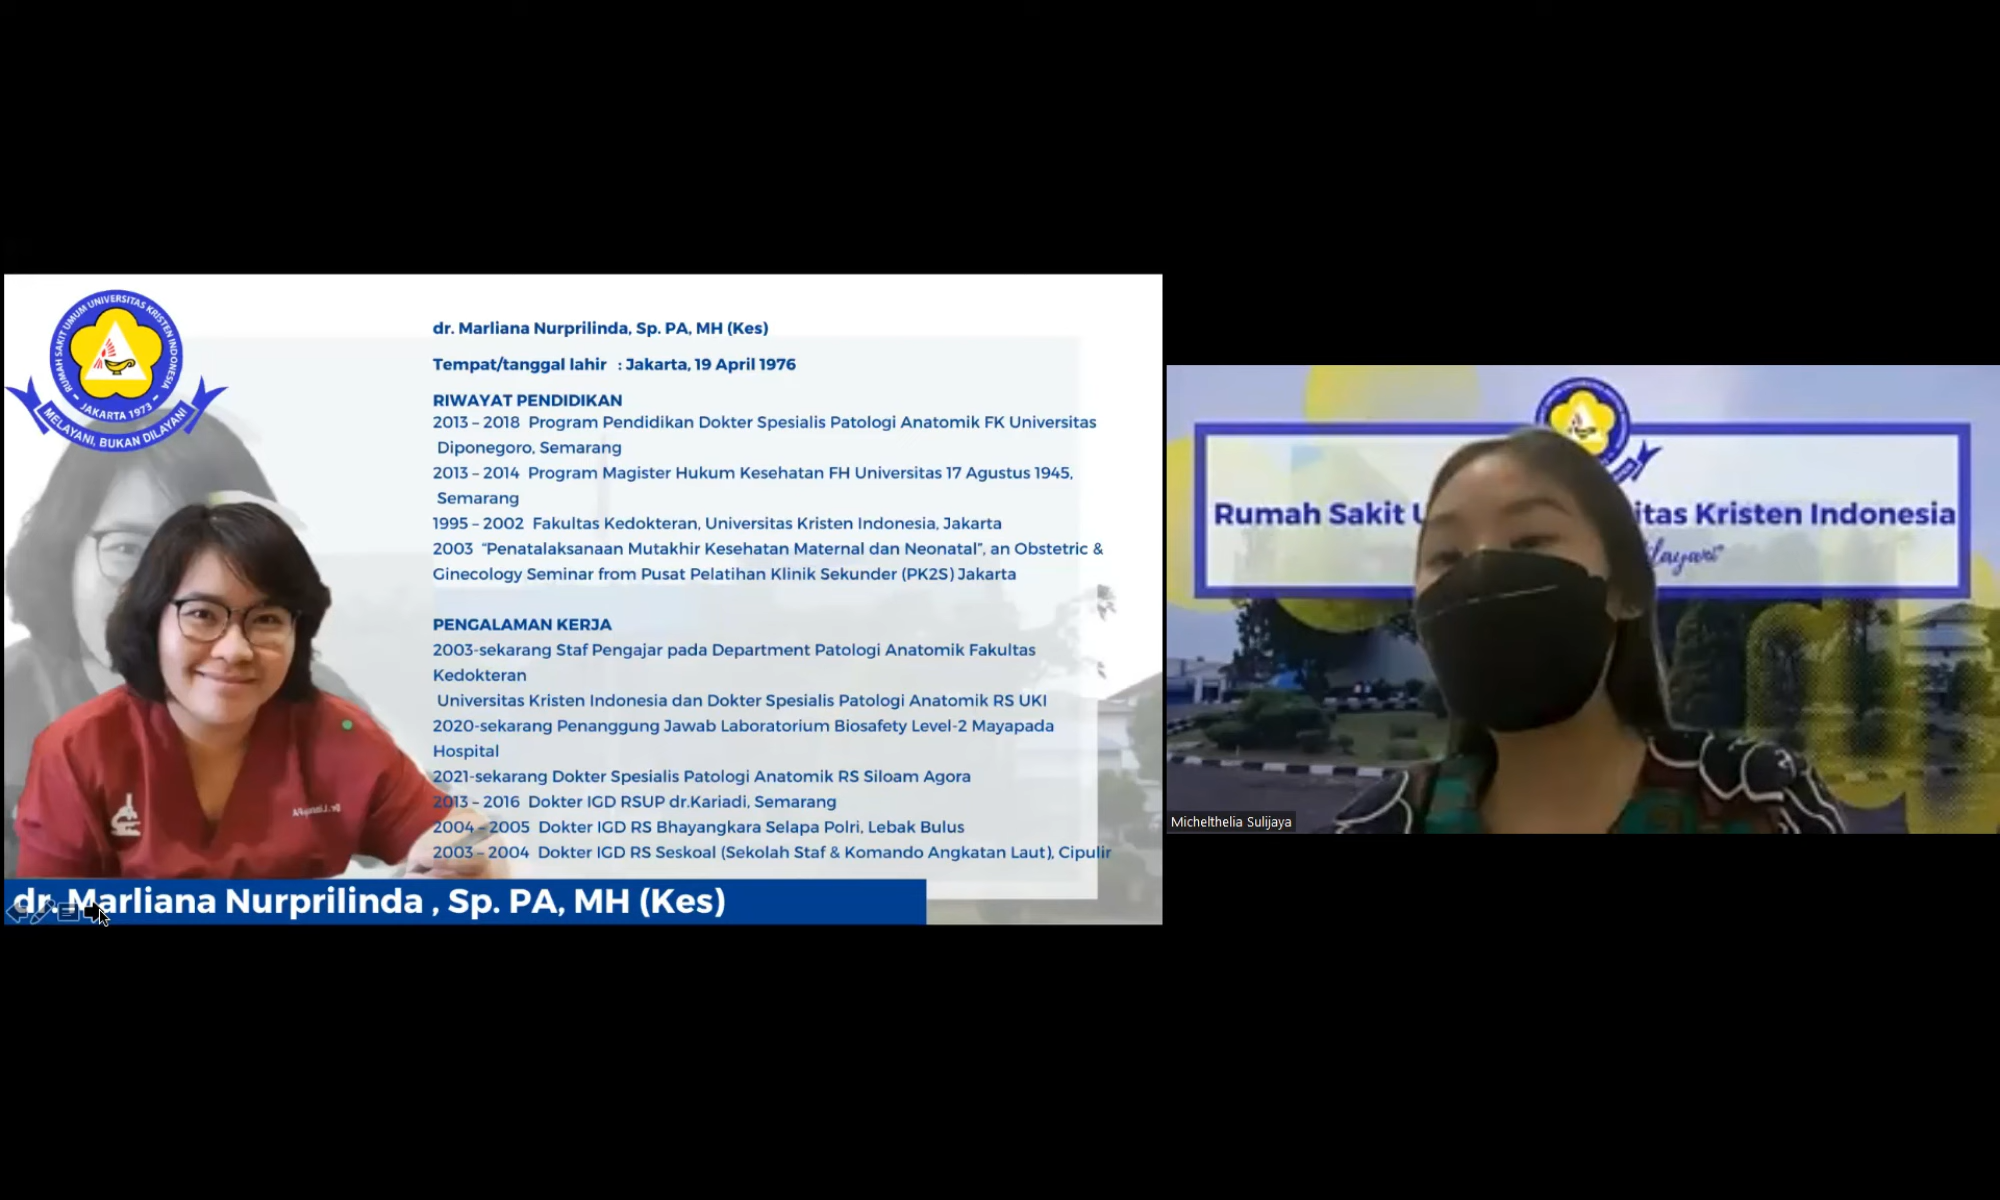 RUMAH SAKIT UMUM UNIVERSITAS KRISTEN INDONESIA
- JAKARTA 1973 -
MELAYANI, BUKAN DILAYANI
dr. Marliana Nurprilinda, Sp. PA, MH (Kes)
Tempat/tanggal lahir : Jakarta, 19 April 1976
RIWAYAT PENDIDIKAN
2013 – 2018 Program Pendidikan Dokter Spesialis Patologi Anatomik FK Universitas
Diponegoro, Semarang
2013 – 2014 Program Magister Hukum Kesehatan FH Universitas 17 Agustus 1945,
Semarang
1995 – 2002 Fakultas Kedokteran, Universitas Kristen Indonesia, Jakarta
2003 “Penatalaksanaan Mutakhir Kesehatan Maternal dan Neonatal”, an Obstetric &
Ginecology Seminar from Pusat Pelatihan Klinik Sekunder (PK2S) Jakarta
PENGALAMAN KERJA
2003-sekarang Staf Pengajar pada Department Patologi Anatomik Fakultas
Kedokteran
Universitas Kristen Indonesia dan Dokter Spesialis Patologi Anatomik RS UKI
2020-sekarang Penanggung Jawab Laboratorium Biosafety Level-2 Mayapada
Hospital
2021-sekarang Dokter Spesialis Patologi Anatomik RS Siloam Agora
2013 – 2016 Dokter IGD RSUP dr.Kariadi, Semarang
2004 – 2005 Dokter IGD RS Bhayangkara Selapa Polri, Lebak Bulus
2003 – 2004 Dokter IGD RS Seskoal (Sekolah Staf & Komando Angkatan Laut), Cipulir
dr. Marliana Nurprilinda , Sp. PA, MH (Kes)
Rumah Sakit U itas Kristen Indonesia
layani"
Michelthelia Sulijaya